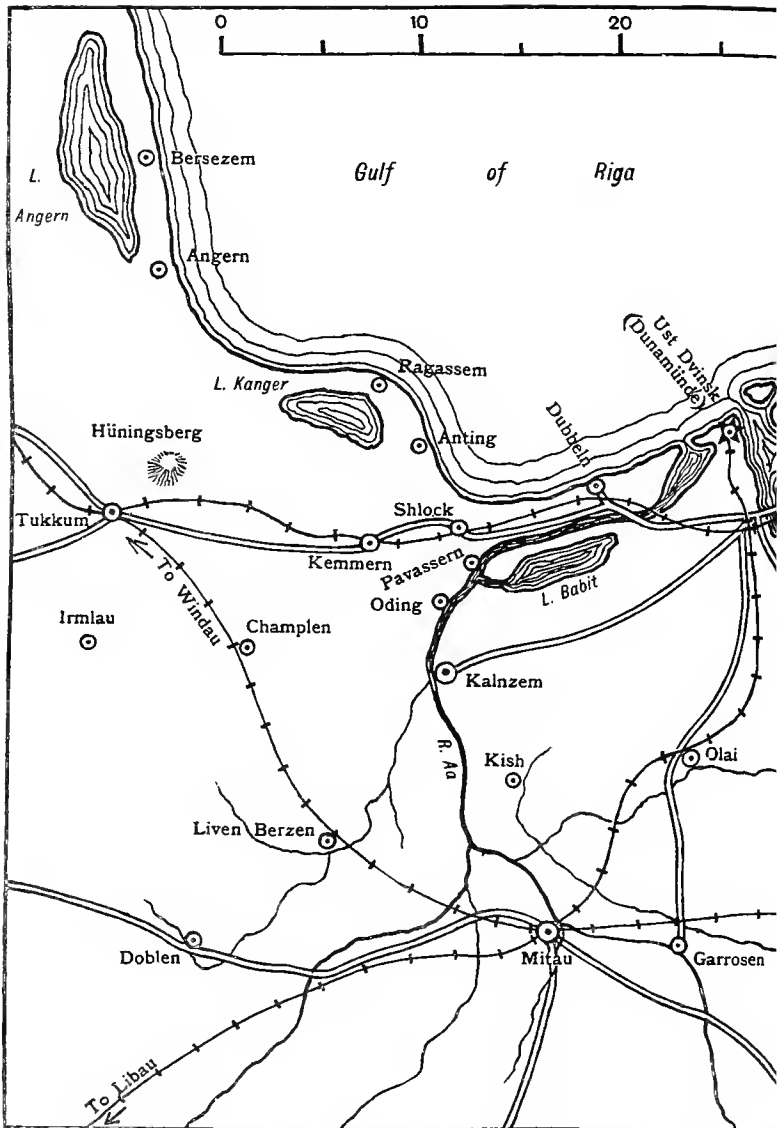 0 10 20
Bersezem
Gulf of Riga
L.
Angern
Angern
Ust Dvinsk
(Dunamünde)
Ragassem
L. Kanger
Dubbeln
Hüningsberg
Anting
Tukkum
Shlock
Kemmern
Pavassern
To Windau
L. Babit
Oding
Irmlau
Champlen
Kalnzem
R. Aa
Kish
Olai
Liven Berzen
Doblen
Mitau
Garrosen
To Libau